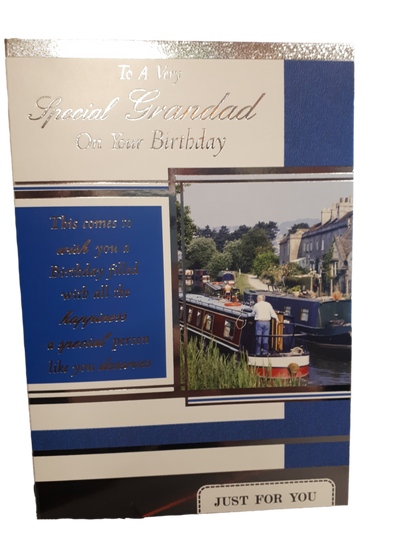 To A Very
Special Grandad
On Your Birthday
This comes to
wish you a
Birthday filled
with all the
happiness
a special person
like you deserves
JUST FOR YOU